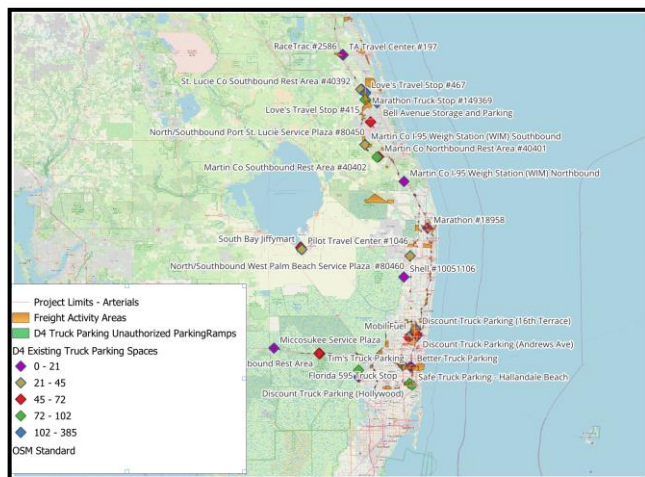 RaceTrac #2586
TA Travel Center #197
St. Lucie Co Southbound Rest Area #40392
Love's Travel Stop #467
Marathon Truck Stop #149369
Love's Travel Stop #415
Bell Avenue Storage and Parking
North/Southbound Port St. Lucie Service Plaza #80450
Martin Co I-95 Weigh Station (WIM) Southbound
Martin Co Northbound Rest Area #40401
Martin Co Southbound Rest Area #40402
Martin Co I-95 Weigh Station (WIM) Northbound
Marathon #18958
South Bay Jiffymart
Pilot Travel Center #1046
North/Southbound West Palm Beach Service Plaza #80460
Shell #10051106
MobilFuel
Discount Truck Parking (16th Terrace)
Discount Truck Parking (Andrews Ave)
Miccosukee Service Plaza
Tim's Truck Parking
Better Truck Parking
bound Rest Area
Florida 595 Truck Stop
Safe Truck Parking - Hallandale Beach
Discount Truck Parking (Hollywood)
Project Limits - Arterials
Freight Activity Areas
D4 Truck Parking Unauthorized ParkingRamps
D4 Existing Truck Parking Spaces
0 - 21
21 - 45
45 - 72
72 - 102
102 - 385
OSM Standard